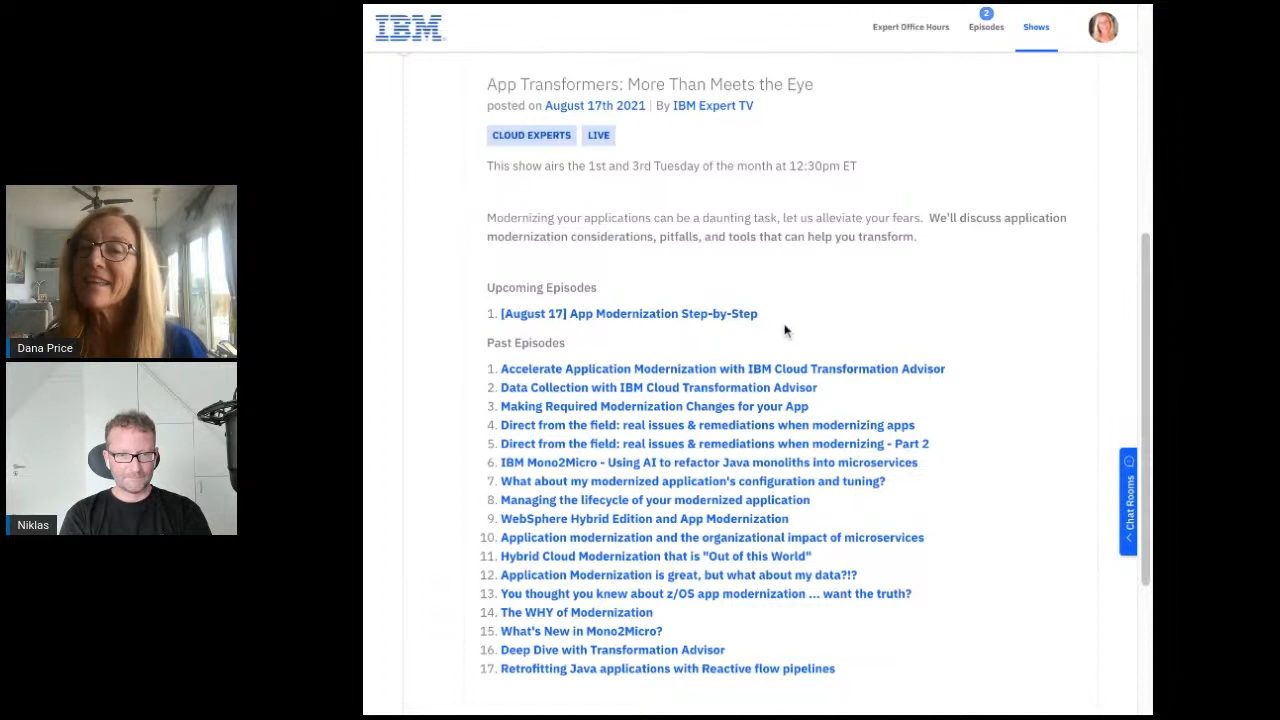 IBM
Expert Office Hours
2
Episodes
Shows
App Transformers: More Than Meets the Eye
posted on August 17th 2021 | By IBM Expert TV
CLOUD EXPERTS LIVE
This show airs the 1st and 3rd Tuesday of the month at 12:30pm ET
Modernizing your applications can be a daunting task, let us alleviate your fears. We'll discuss application
modernization considerations, pitfalls, and tools that can help you transform.
Upcoming Episodes
1. [August 17] App Modernization Step-by-Step
Past Episodes
1. Accelerate Application Modernization with IBM Cloud Transformation Advisor
2. Data Collection with IBM Cloud Transformation Advisor
3. Making Required Modernization Changes for your App
4. Direct from the field: real issues & remediations when modernizing apps
5. Direct from the field: real issues & remediations when modernizing - Part 2
6. IBM Mono2Micro - Using AI to refactor Java monoliths into microservices
7. What about my modernized application's configuration and tuning?
8. Managing the lifecycle of your modernized application
9. WebSphere Hybrid Edition and App Modernization
10. Application modernization and the organizational impact of microservices
11. Hybrid Cloud Modernization that is "Out of this World"
12. Application Modernization is great, but what about my data?!?
13. You thought you knew about z/OS app modernization ... want the truth?
14. The WHY of Modernization
15. What's New in Mono2Micro?
16. Deep Dive with Transformation Advisor
17. Retrofitting Java applications with Reactive flow pipelines
Chat Rooms
Dana Price
Niklas